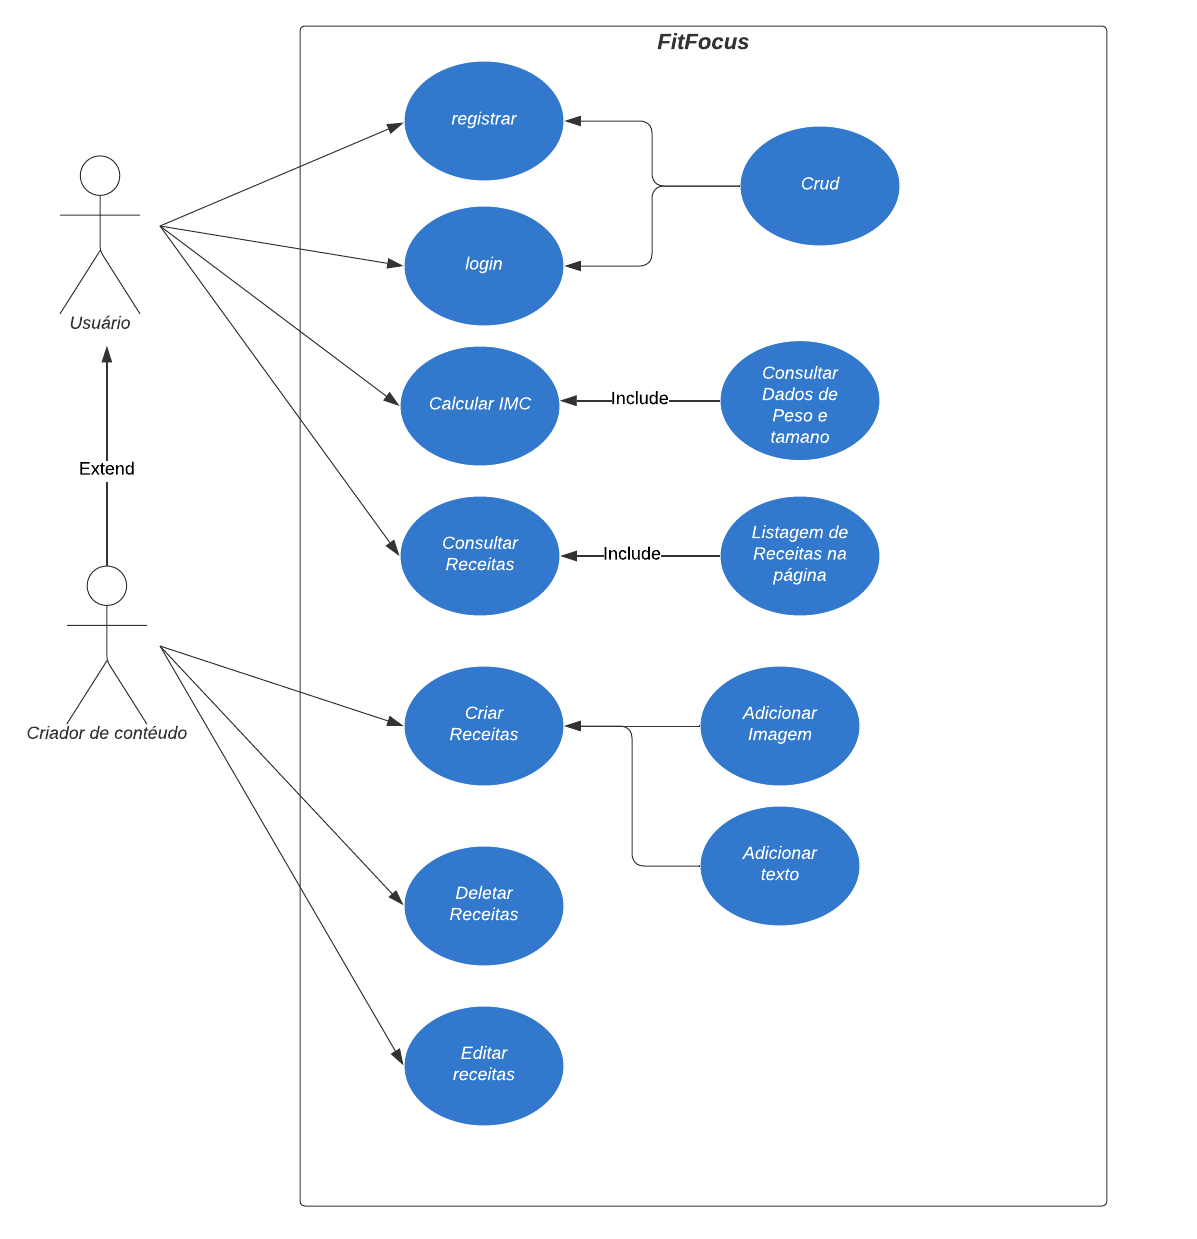 FitFocus
registrar
Crud
login
Usuário
Calcular IMC
Include
Consultar
Dados de
Peso e
tamano
Extend
Consultar
Receitas
Include
Listagem de
Receitas na
página
Criador de contéudo
Criar
Receitas
Adicionar
Imagem
Adicionar
texto
Deletar
Receitas
Editar
receitas